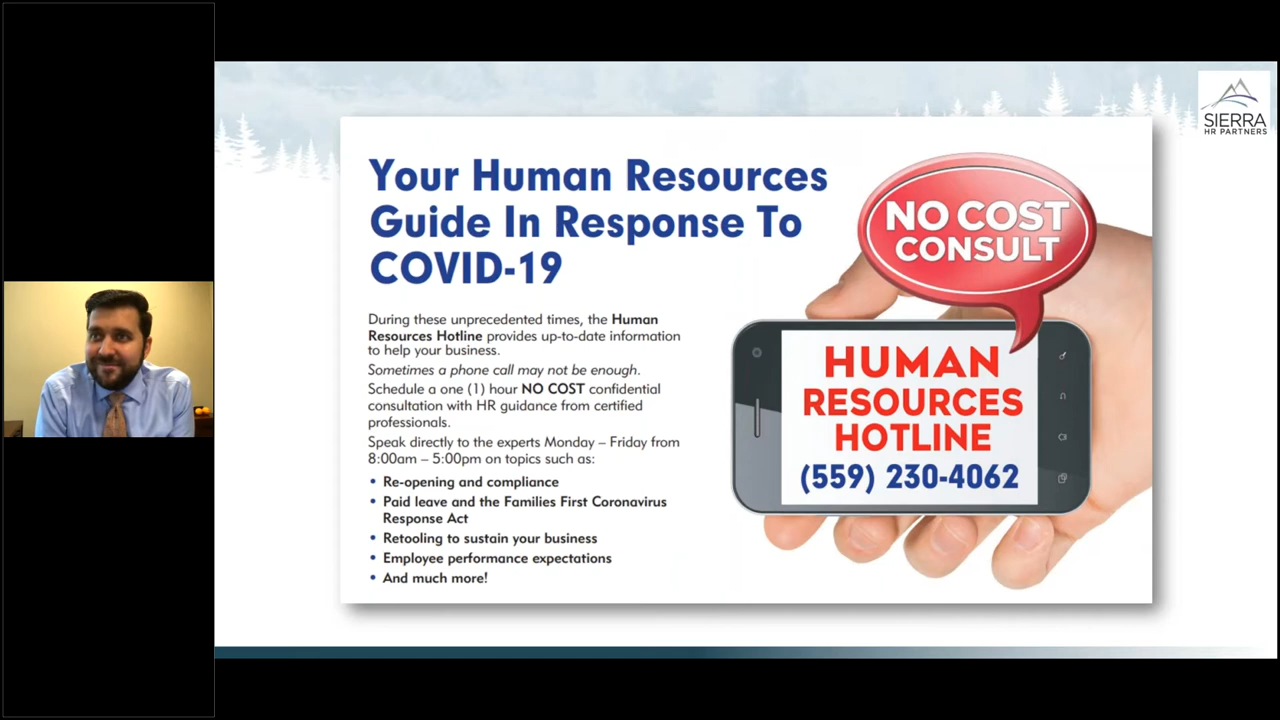 SIERRA
HR PARTNERS
Your Human Resources
Guide In Response To
COVID-19
During these unprecedented times, the Human
Resources Hotline provides up-to-date information
to help your business.
Sometimes a phone call may not be enough.
Schedule a one (1) hour NO COST confidential
consultation with HR guidance from certified
professionals.
Speak directly to the experts Monday – Friday from
8:00am – 5:00pm on topics such as:
• Re-opening and compliance
• Paid leave and the Families First Coronavirus
Response Act
• Retooling to sustain your business
• Employee performance expectations
• And much more!
NO COST
CONSULT
HUMAN
RESOURCES
HOTLINE
(559) 230-4062